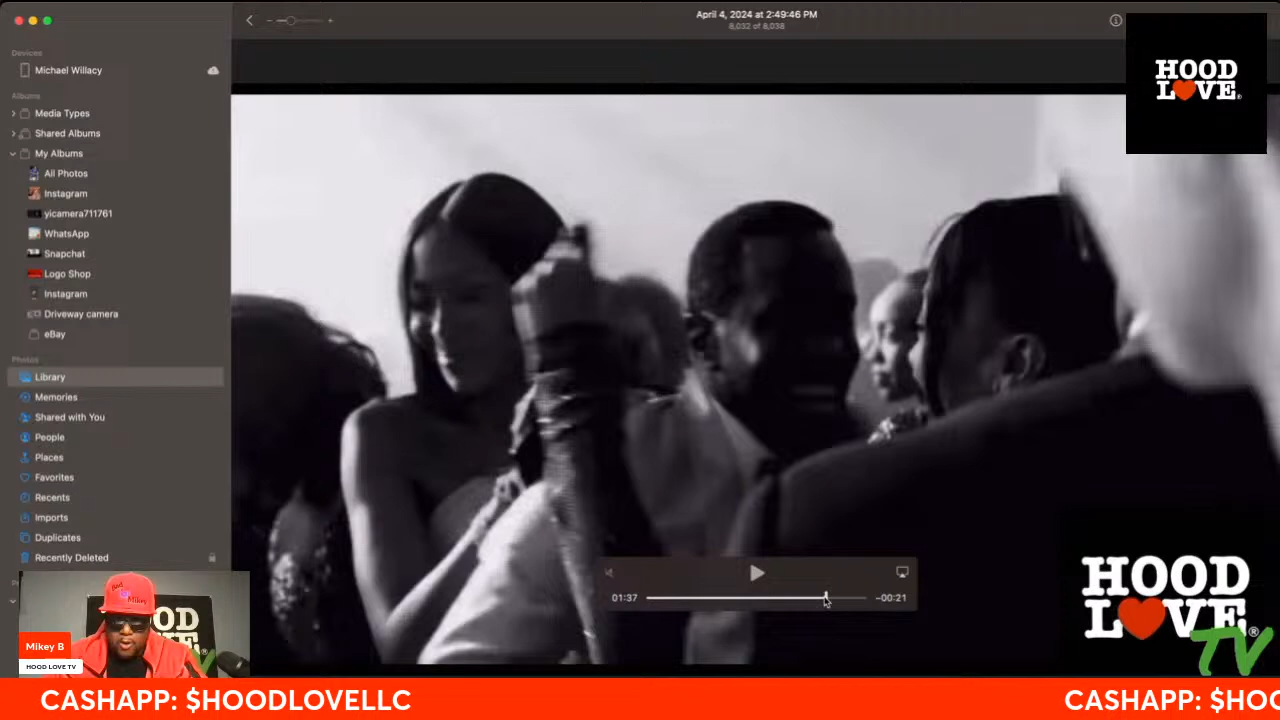 April 4, 2024 at 2:49:46 PM
8,032 of 8,038
Devices
Michael Willacy
Albums
Media Types
Shared Albums
My Albums
All Photos
Instagram
yicamera711761
WhatsApp
Snapchat
Logo Shop
Instagram
Driveway camera
eBay
Photos
Library
Memories
Shared with You
People
Places
Favorites
Recents
Imports
Duplicates
Recently Deleted
HOOD
LOVE®
01:37
-00:21
HOOD
LOVE®
TV
Mikey B
HOOD LOVE TV
CASHAPP: $HOODLOVELLC
CASHAPP: $HOO